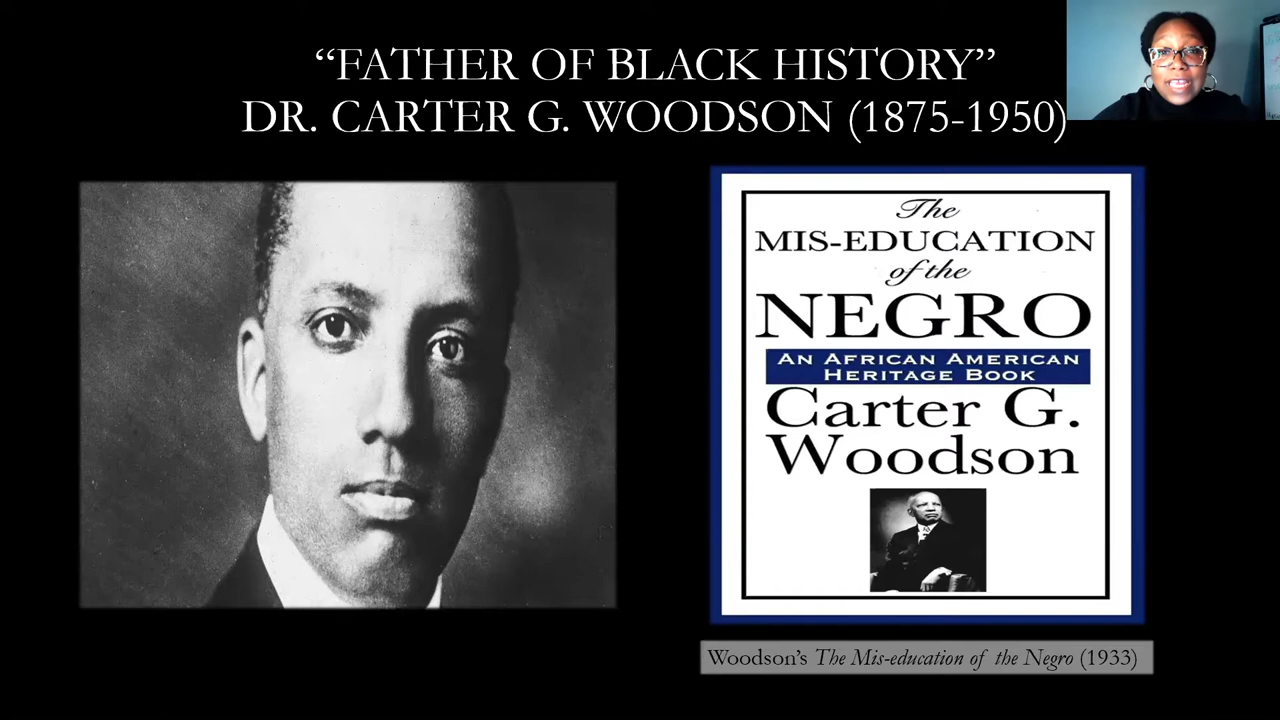 “FATHER OF BLACK HISTORY”
DR. CARTER G. WOODSON (1875-1950)
The
MIS-EDUCATION
of the
NEGRO
AN AFRICAN AMERICAN
HERITAGE BOOK
Carter G.
Woodson
Woodson’s The Mis-education of the Negro (1933)